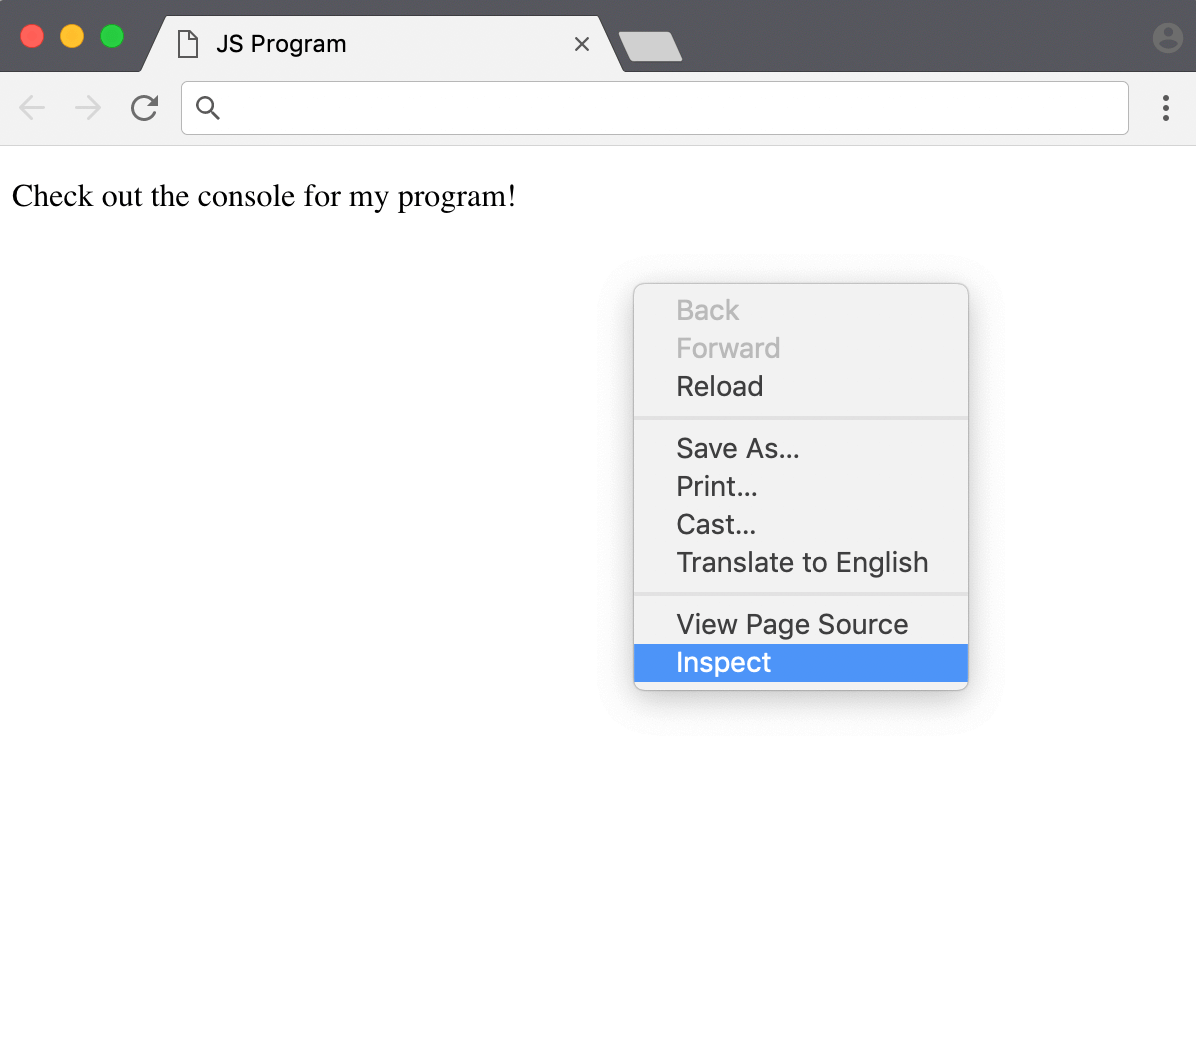 JS Program
Check out the console for my program!
Back
Forward
Reload
Save As...
Print...
Cast...
Translate to English
View Page Source
Inspect